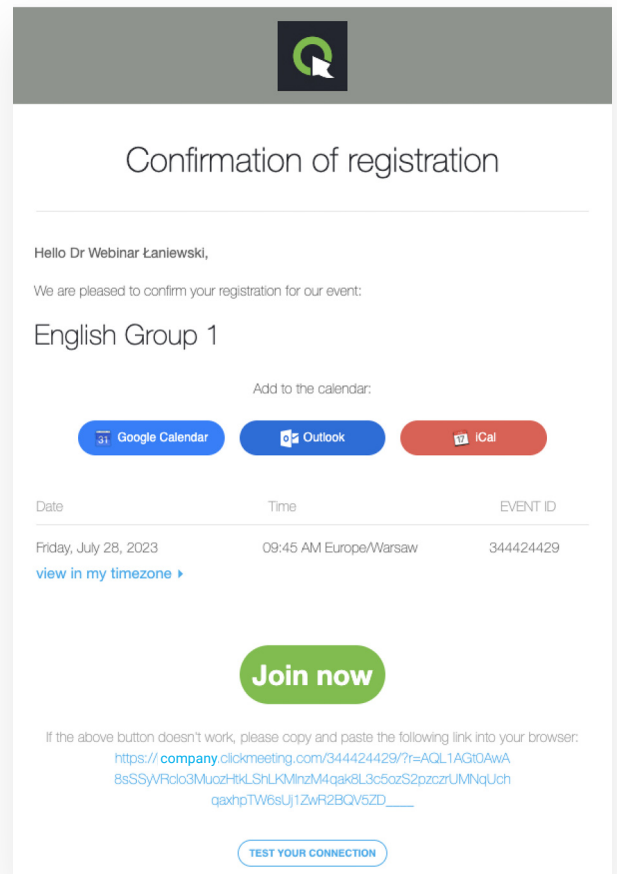 Confirmation of registration
Hello Dr Webinar Łaniewski,
We are pleased to confirm your registration for our event:
English Group 1
Add to the calendar:
31 Google Calendar
Outlook
17 iCal
Date Time EVENT ID
Friday, July 28, 2023 09:45 AM Europe/Warsaw 344424429
view in my timezone
Join now
If the above button doesn't work, please copy and paste the following link into your browser:
https:// company.clickmeeting.com/344424429/?r=AQL1AGt0AwA
8sSSyVRclo3MuozHtkLShLKMlnzM4qak8L3c5ozS2pzczrUMNqUch
qaxhpTW6sUj1ZwR2BQV5ZD____
TEST YOUR CONNECTION